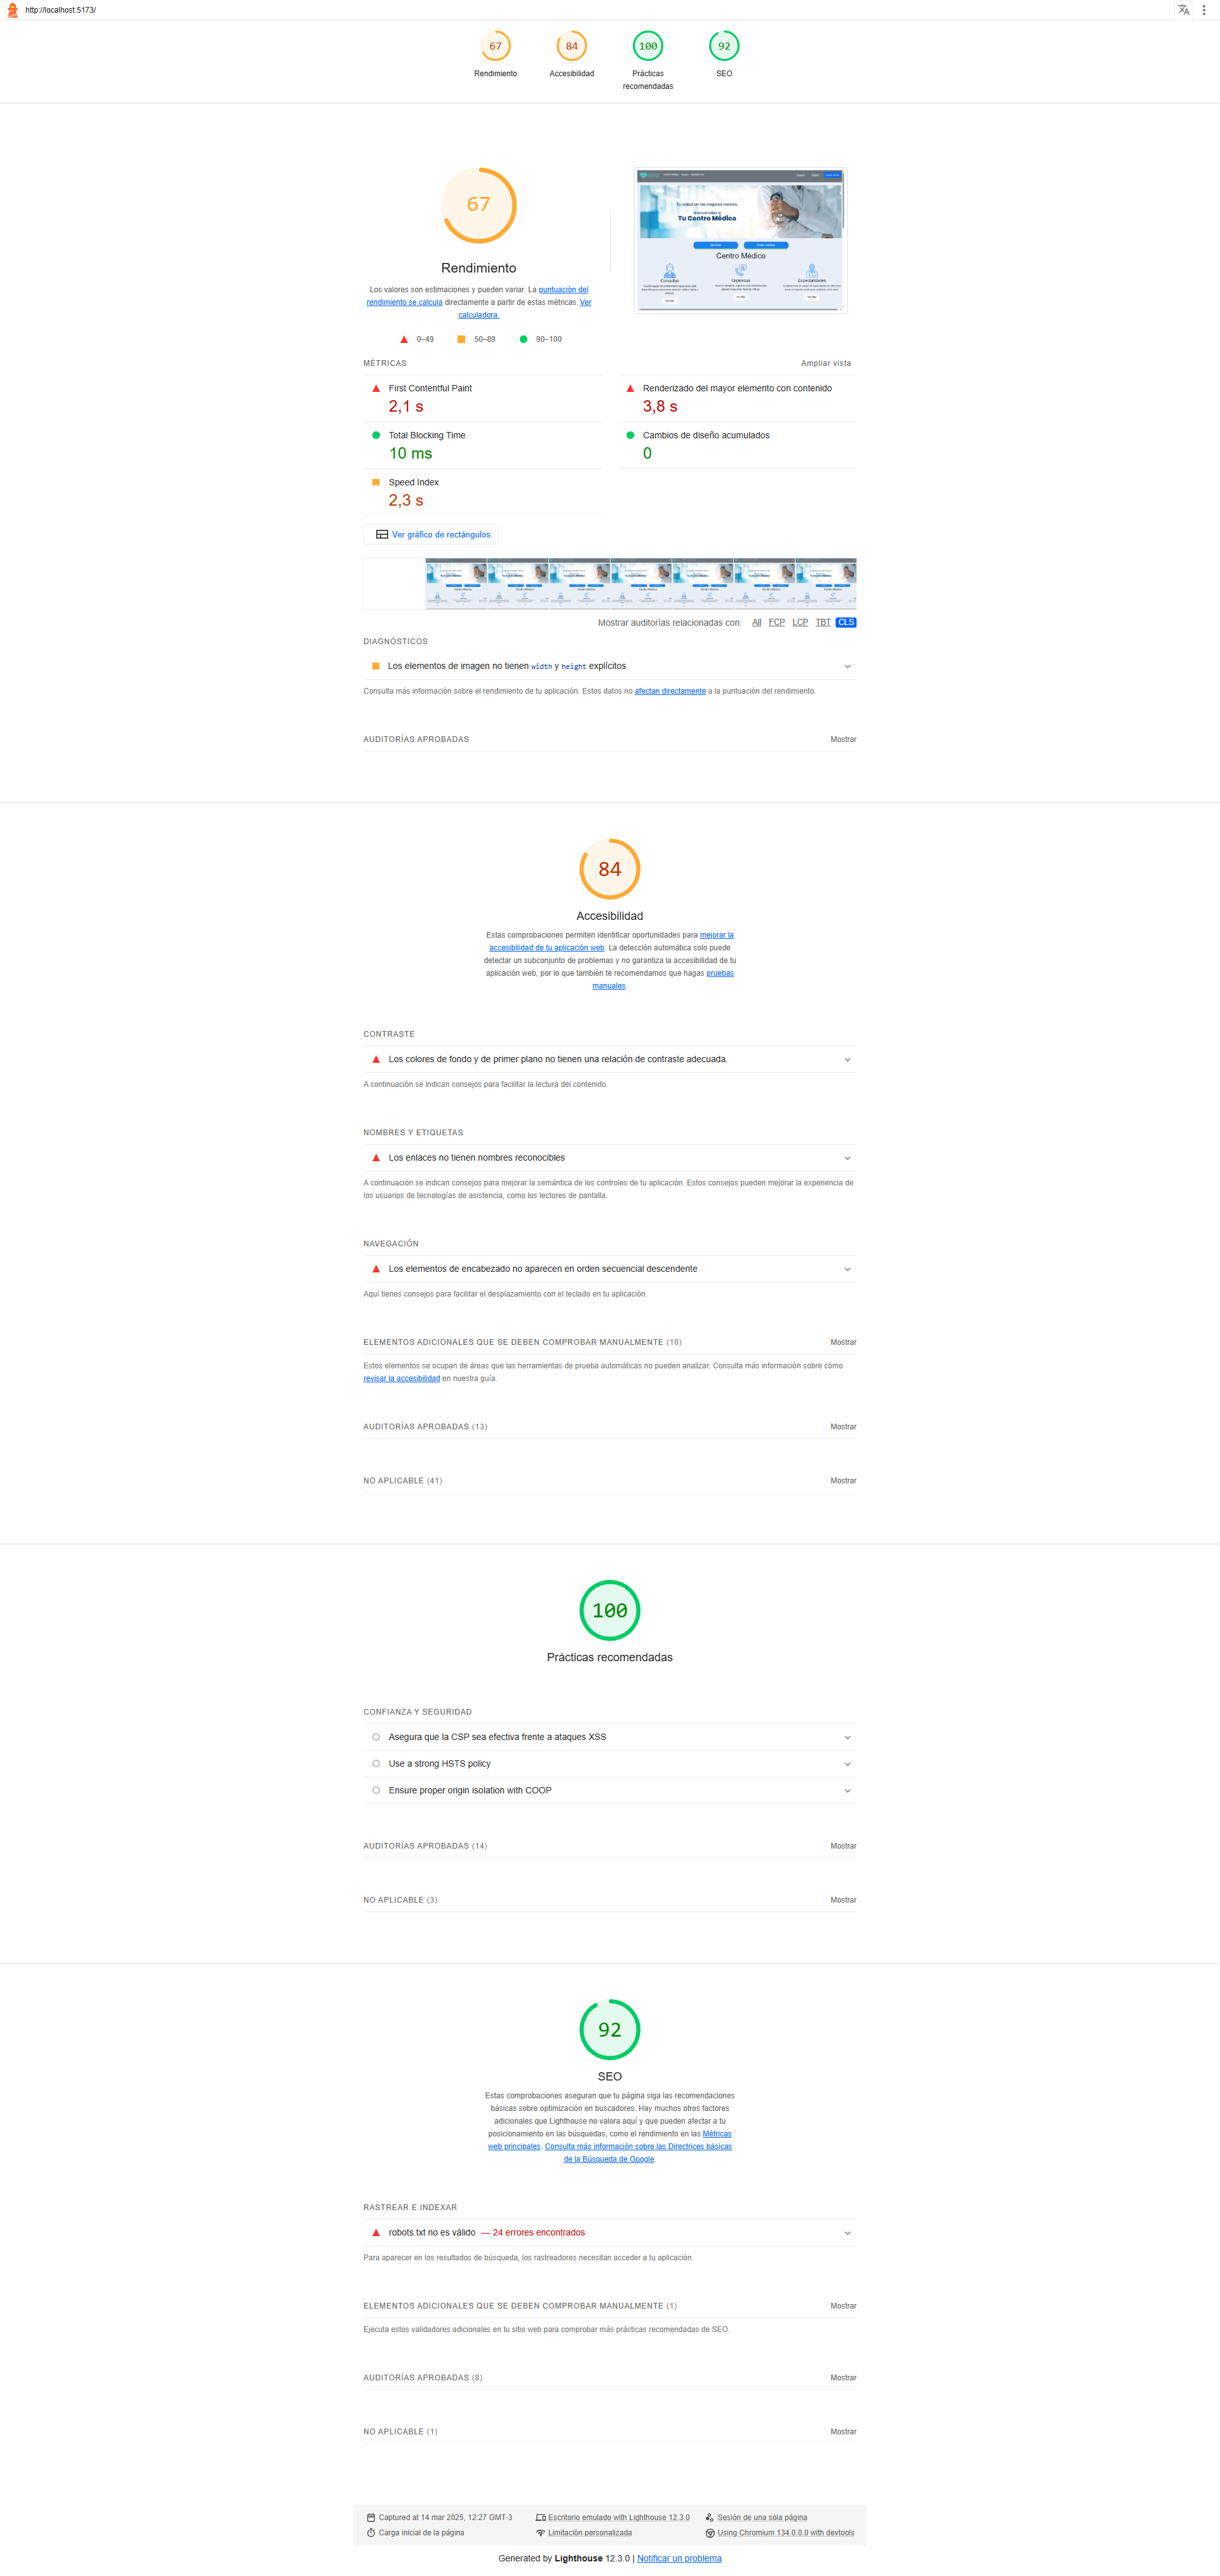 http://localhost:5173/
67
84
100
92
Rendimiento
Accesibilidad
Prácticas
recomendadas
SEO
67
Rendimiento
Los valores son estimaciones y pueden variar. La puntuación del
rendimiento se calcula directamente a partir de estas métricas. Ver
calculadora.
0–49
50–89
90–100
Tu salud en las mejores manos.
Bienvenidos a
Tu Centro Médico
Centro Médico
Consultas
Urgencias
Especialidades
MÉTRICAS
Ampliar vista
First Contentful Paint
2,1 s
Renderizado del mayor elemento con contenido
3,8 s
Total Blocking Time
10 ms
Cambios de diseño acumulados
0
Speed Index
2,3 s
Ver gráfico de rectángulos
Mostrar auditorías relacionadas con: All FCP LCP TBT CLS
DIAGNÓSTICOS
Los elementos de imagen no tienen width y height explícitos
Consulta más información sobre el rendimiento de tu aplicación. Estos datos no afectan directamente a la puntuación del rendimiento.
AUDITORÍAS APROBADAS
Mostrar
84
Accesibilidad
Estas comprobaciones permiten identificar oportunidades para mejorar la
accesibilidad de tu aplicación web. La detección automática solo puede
detectar un subconjunto de problemas y no garantiza la accesibilidad de tu
aplicación web, por lo que también te recomendamos que hagas pruebas
manuales.
CONTRASTE
Los colores de fondo y de primer plano no tienen una relación de contraste adecuada.
A continuación se indican consejos para facilitar la lectura del contenido.
NOMBRES Y ETIQUETAS
Los enlaces no tienen nombres reconocibles
A continuación se indican consejos para mejorar la semántica de los controles de tu aplicación. Estos consejos pueden mejorar la experiencia de
los usuarios de tecnologías de asistencia, como los lectores de pantalla.
NAVEGACIÓN
Los elementos de encabezado no aparecen en orden secuencial descendente
Aquí tienes consejos para facilitar el desplazamiento con el teclado en tu aplicación.
ELEMENTOS ADICIONALES QUE SE DEBEN COMPROBAR MANUALMENTE (10)
Mostrar
Estos elementos se ocupan de áreas que las herramientas de prueba automáticas no pueden analizar. Consulta más información sobre cómo
revisar la accesibilidad en nuestra guía.
AUDITORÍAS APROBADAS (13)
Mostrar
NO APLICABLE (41)
Mostrar
100
Prácticas recomendadas
CONFIANZA Y SEGURIDAD
Asegura que la CSP sea efectiva frente a ataques XSS
Use a strong HSTS policy
Ensure proper origin isolation with COOP
AUDITORÍAS APROBADAS (14)
Mostrar
NO APLICABLE (3)
Mostrar
92
SEO
Estas comprobaciones aseguran que tu página siga las recomendaciones
básicas sobre optimización en buscadores. Hay muchos otros factores
adicionales que Lighthouse no valora aquí y que pueden afectar a tu
posicionamiento en las búsquedas, como el rendimiento en las Métricas
web principales. Consulta más información sobre las Directrices básicas
de la Búsqueda de Google.
RASTREAR E INDEXAR
robots.txt no es válido — 24 errores encontrados
Para aparecer en los resultados de búsqueda, los rastreadores necesitan acceder a tu aplicación.
ELEMENTOS ADICIONALES QUE SE DEBEN COMPROBAR MANUALMENTE (1)
Mostrar
Ejecuta estos validadores adicionales en tu sitio web para comprobar más prácticas recomendadas de SEO.
AUDITORÍAS APROBADAS (8)
Mostrar
NO APLICABLE (1)
Mostrar
Captured at 14 mar 2025, 12:27 GMT-3
Escritorio emulado with Lighthouse 12.3.0
Sesión de una sola página
Carga inicial de la página
Limitación personalizada
Using Chromium 134.0.0.0 with devtools
Generated by Lighthouse 12.3.0 | Notificar un problema